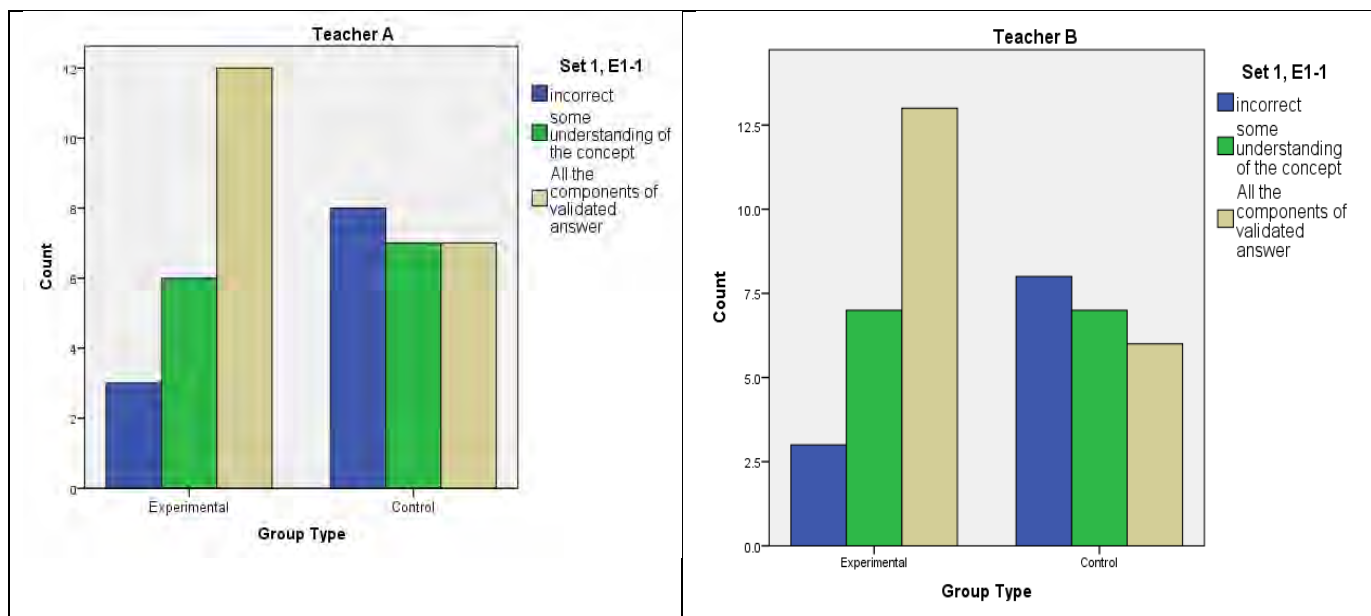 Teacher A
Set 1, E1-1
incorrect
some
understanding of
the concept
All the
components of
validated
answer
Count
12
10
8
6
4
2
0
Experimental
Control
Group Type
Teacher B
Set 1, E1-1
incorrect
some
understanding
of the concept
All the
components of
validated
answer
Count
12.5
10.0
7.5
5.0
2.5
0.0
Experimental
Control
Group Type